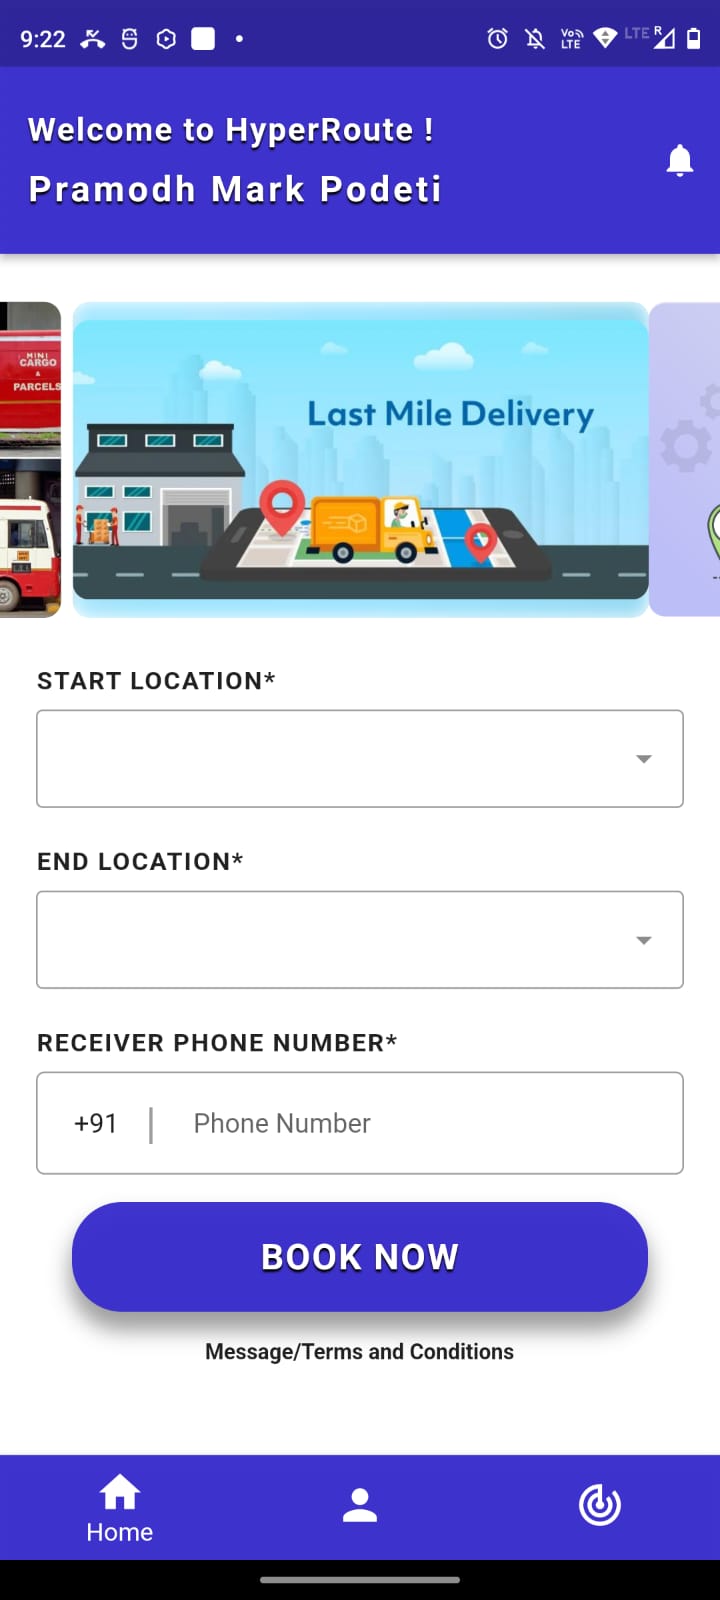 9:22
Vo))
LTE
LTE
R
Welcome to HyperRoute !
Pramodh Mark Podeti
MINI
CARGO
&
PARCELS
Last Mile Delivery
START LOCATION*
END LOCATION*
RECEIVER PHONE NUMBER*
+91 | Phone Number
BOOK NOW
Message/Terms and Conditions
Home